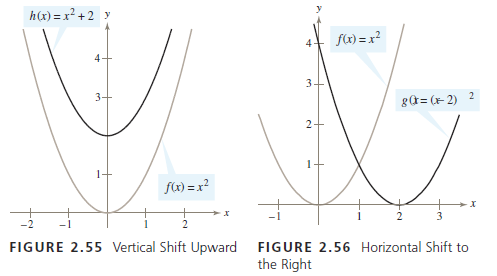 h(x) = x² + 2
y
4
3
1
f(x) = x²
x
-2 -1 1 2
FIGURE 2.55 Vertical Shift Upward
y
4
f(x) = x²
3
g(x = (x- 2) 2
2
1
x
-1 1 2 3
FIGURE 2.56 Horizontal Shift to
the Right